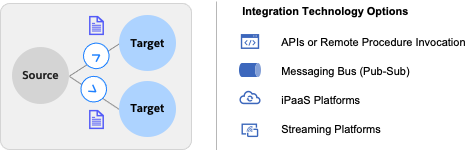 Source
Target
Target
Integration Technology Options
APIs or Remote Procedure Invocation
Messaging Bus (Pub-Sub)
iPaaS Platforms
Streaming Platforms